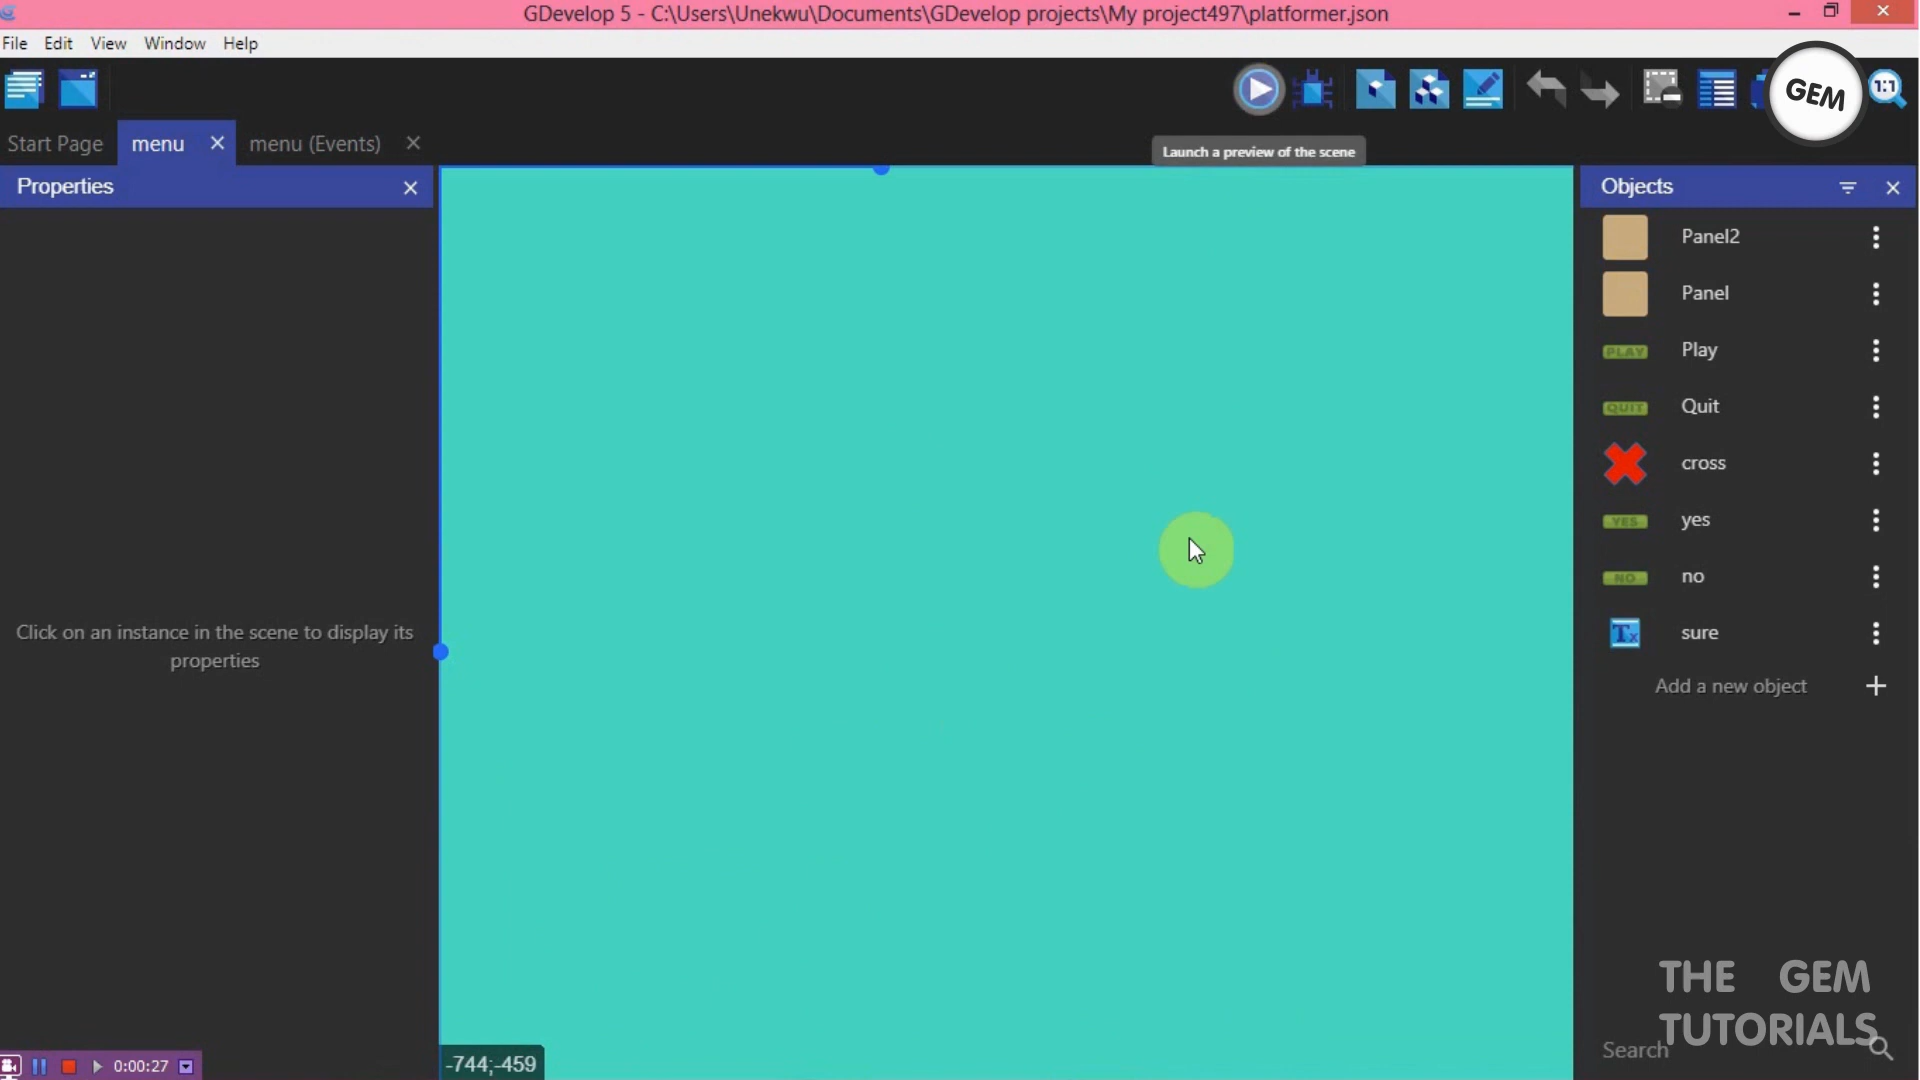 GDevelop 5 - C:\Users\Unekwu\Documents\GDevelop projects\My project497\platformer.json
File Edit View Window Help
GEM
1:1
Start Page menu menu (Events)
Launch a preview of the scene
Properties
Objects
Panel2
Panel
PLAY Play
QUIT Quit
cross
YES yes
NO no
Tx sure
Click on an instance in the scene to display its
properties
Add a new object
THE GEM
TUTORIALS
Search
0:00:27
-744;-459